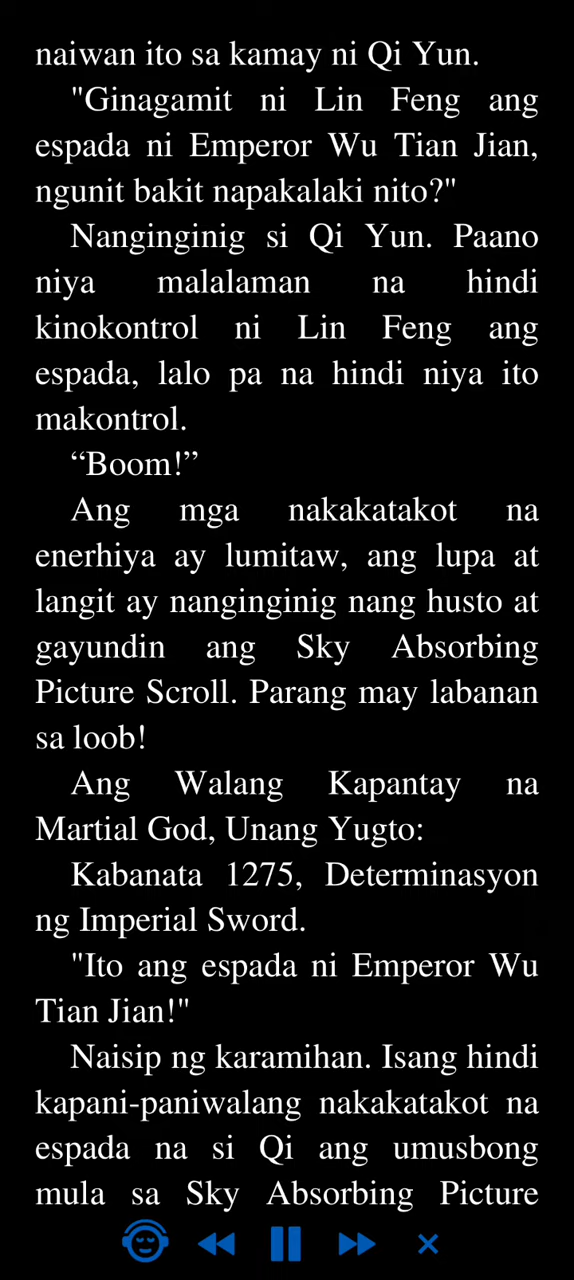 naiwan ito sa kamay ni Qi Yun.
"Ginagamit ni Lin Feng ang
espada ni Emperor Wu Tian Jian,
ngunit bakit napakalaki nito?"
Nanginginig si Qi Yun. Paano
niya malalaman na hindi
kinokontrol ni Lin Feng ang
espada, lalo pa na hindi niya ito
makontrol.
“Boom!”
Ang mga nakakatakot na
enerhiya ay lumitaw, ang lupa at
langit ay nanginginig nang husto at
gayundin ang Sky Absorbing
Picture Scroll. Parang may labanan
sa loob!
Ang Walang Kapantay na
Martial God, Unang Yugto:
Kabanata 1275, Determinasyon
ng Imperial Sword.
"Ito ang espada ni Emperor Wu
Tian Jian!"
Naisip ng karamihan. Isang hindi
kapani-paniwalang nakakatakot na
espada na si Qi ang umusbong
mula sa Sky Absorbing Picture